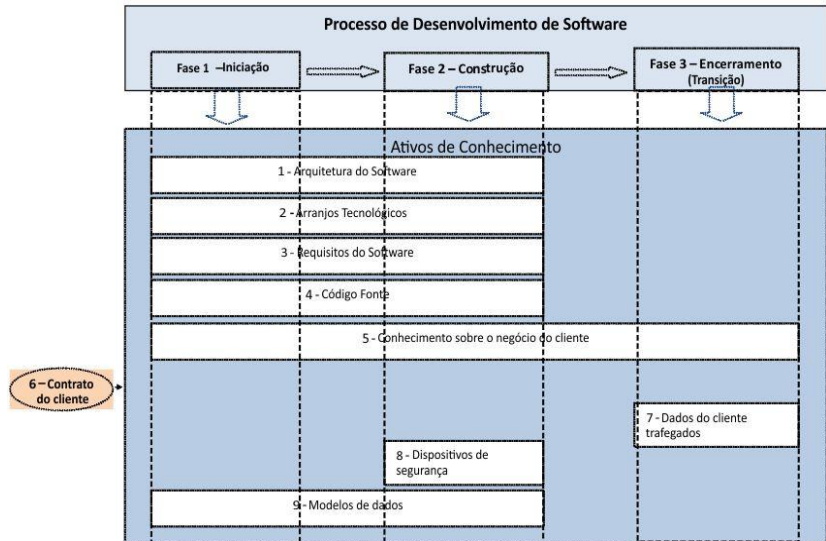 Processo de Desenvolvimento de Software
Fase 1 –Iniciação
Fase 2 – Construção
Fase 3 – Encerramento
(Transição)
Ativos de Conhecimento
1 - Arquitetura do Software
2 - Arranjos Tecnológicos
3 - Requisitos do Software
4 - Código Fonte
5 - Conhecimento sobre o negócio do cliente
6 – Contrato
do cliente
7 - Dados do cliente
trafegados
8 - Dispositivos de
segurança
9 - Modelos de dados